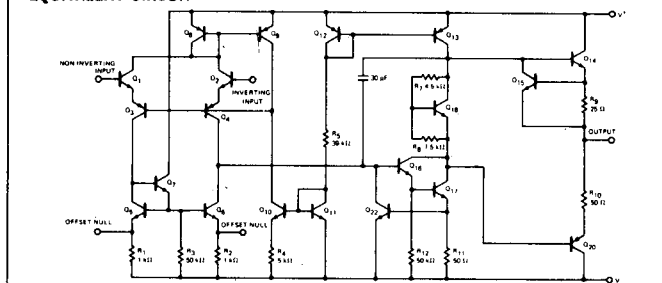 EQUIVALENT CIRCUIT
V+
Q8
Q9
Q12
Q13
Q14
NON INVERTING
INPUT
Q1
Q2
INVERTING
INPUT
30 pF
R7 4.5 kΩ
Q18
Q15
R9
25 Ω
Q3
Q4
R5
39 kΩ
R8 7.5 kΩ
OUTPUT
Q7
Q16
Q17
R10
50 Ω
Q5
Q6
Q10
Q11
Q22
OFFSET NULL
OFFSET NULL
Q20
R1
1 kΩ
R3
50 kΩ
R2
1 kΩ
R4
5 kΩ
R12
50 kΩ
R11
50 Ω
V